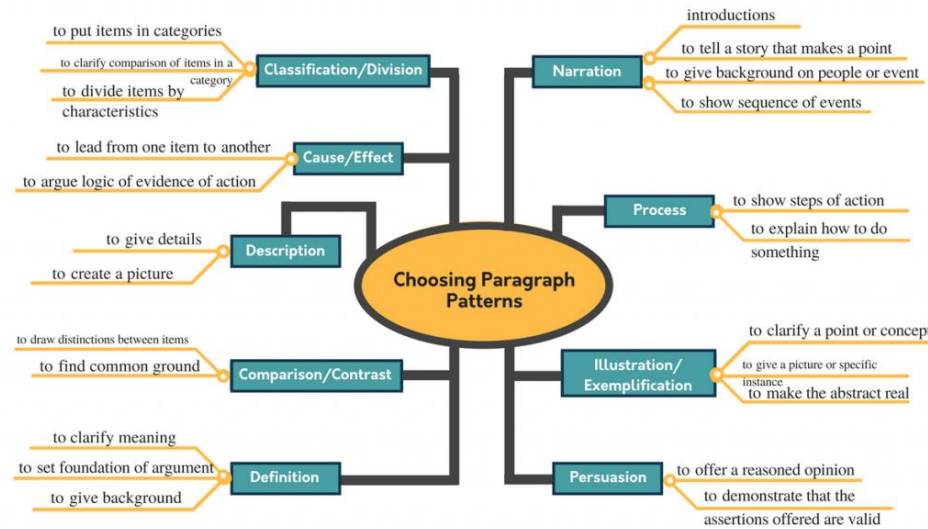 to put items in categories
to clarify comparison of items in a
category
to divide items by
characteristics
Classification/Division
to lead from one item to another
to argue logic of evidence of action
Cause/Effect
to give details
to create a picture
Description
to draw distinctions between items
to find common ground
Comparison/Contrast
to clarify meaning
to set foundation of argument
to give background
Definition
Choosing Paragraph
Patterns
Narration
introductions
to tell a story that makes a point
to give background on people or event
to show sequence of events
Process
to show steps of action
to explain how to do
something
Illustration/
Exemplification
to clarify a point or concept
to give a picture or specific
instance
to make the abstract real
Persuasion
to offer a reasoned opinion
to demonstrate that the
assertions offered are valid